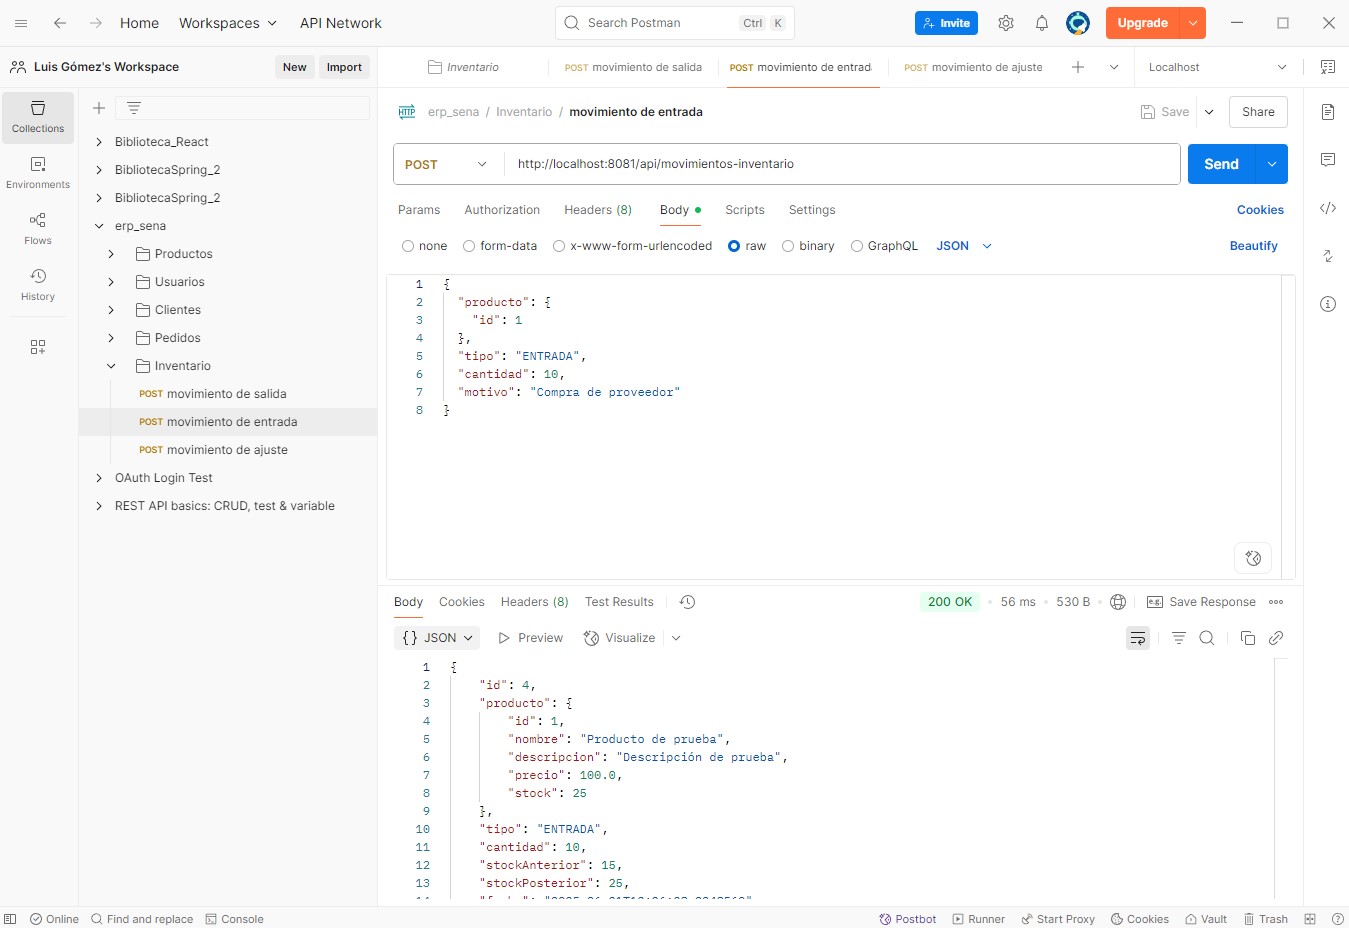 Home Workspaces API Network Search Postman Ctrl K Invite Upgrade
Luis Gómez's Workspace New Import Inventario POST movimiento de salida POST movimiento de entrad POST movimiento de ajuste Localhost
Collections
Environments
Flows
History
Biblioteca_React
BibliotecaSpring_2
BibliotecaSpring_2
erp_sena
Productos
Usuarios
Clientes
Pedidos
Inventario
POST movimiento de salida
POST movimiento de entrada
POST movimiento de ajuste
OAuth Login Test
REST API basics: CRUD, test & variable
HTTP erp_sena / Inventario / movimiento de entrada Save Share
POST http://localhost:8081/api/movimientos-inventario Send
Params Authorization Headers (8) Body Scripts Settings Cookies
none form-data x-www-form-urlencoded raw binary GraphQL JSON Beautify
1 {
2 "producto": {
3 "id": 1
4 },
5 "tipo": "ENTRADA",
6 "cantidad": 10,
7 "motivo": "Compra de proveedor"
8 }
Body Cookies Headers (8) Test Results 200 OK 56 ms 530 B e.g. Save Response
{} JSON Preview Visualize
1 {
2 "id": 4,
3 "producto": {
4 "id": 1,
5 "nombre": "Producto de prueba",
6 "descripcion": "Descripción de prueba",
7 "precio": 100.0,
8 "stock": 25
9 },
10 "tipo": "ENTRADA",
11 "cantidad": 10,
12 "stockAnterior": 15,
13 "stockPosterior": 25,
Online Find and replace Console Postbot Runner Start Proxy Cookies Vault Trash